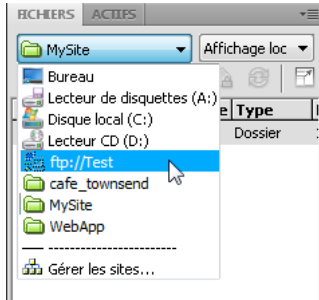 FICHIERS ACTIFS
MySite Affichage loc
Bureau
Lecteur de disquettes (A:)
Disque local (C:) e Type
Lecteur CD (D:) Dossier
ftp://Test
cafe_townsend
MySite
WebApp
-- -----------------------
Gérer les sites...